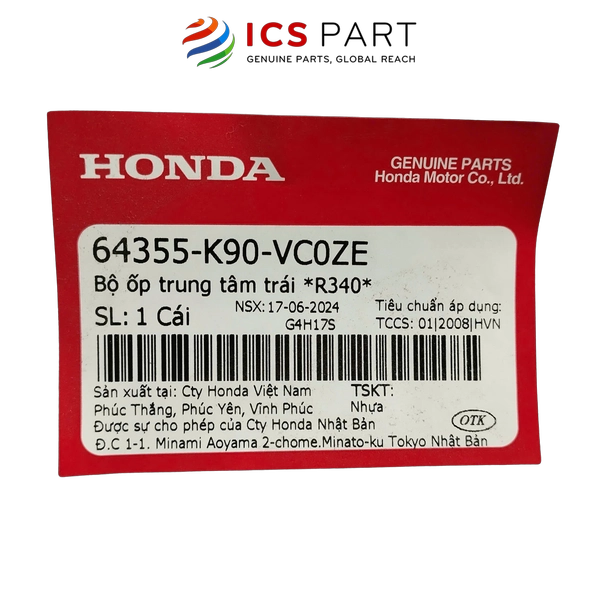 ICS PART
GENUINE PARTS, GLOBAL REACH
HONDA
GENUINE PARTS
Honda Motor Co., Ltd.
64355-K90-VC0ZE
Bộ ốp trung tâm trái *R340*
SL: 1 Cái
NSX: 17-06-2024
G4H17S
Tiêu chuẩn áp dụng:
TCCS: 01|2008|HVN
Sản xuất tại: Cty Honda Việt Nam
TSKT:
Phúc Thắng, Phúc Yên, Vĩnh Phúc
Nhựa
Được sự cho phép của Cty Honda Nhật Bản
OTK
Đ.C 1-1. Minami Aoyama 2-chome.Minato-ku Tokyo Nhật Bản